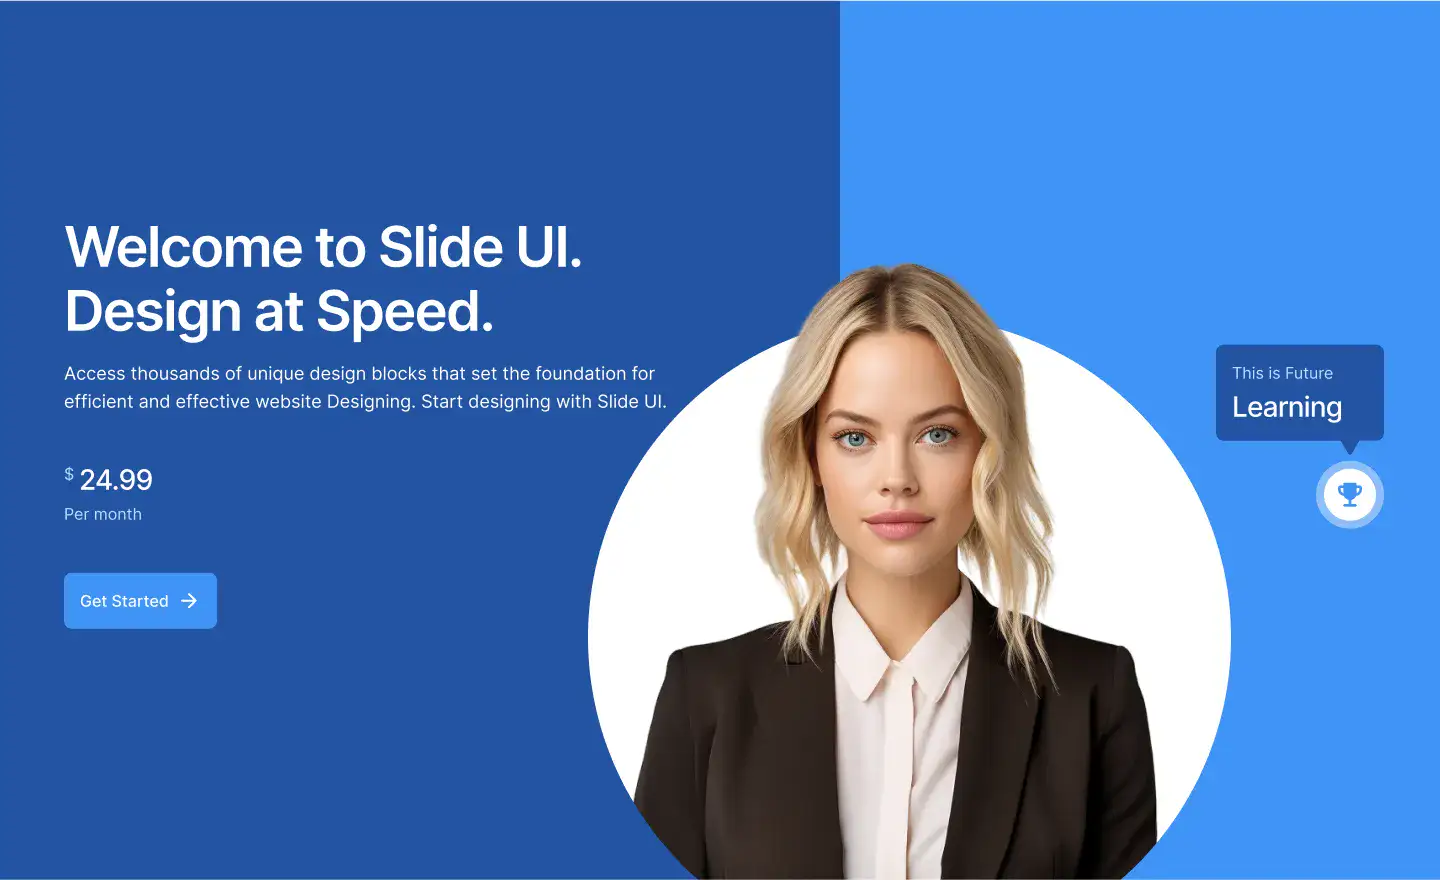 Welcome to Slide UI.
Design at Speed.
Access thousands of unique design blocks that set the foundation for
efficient and effective website Designing. Start designing with Slide UI.
$ 24.99
Per month
Get Started
This is Future
Learning